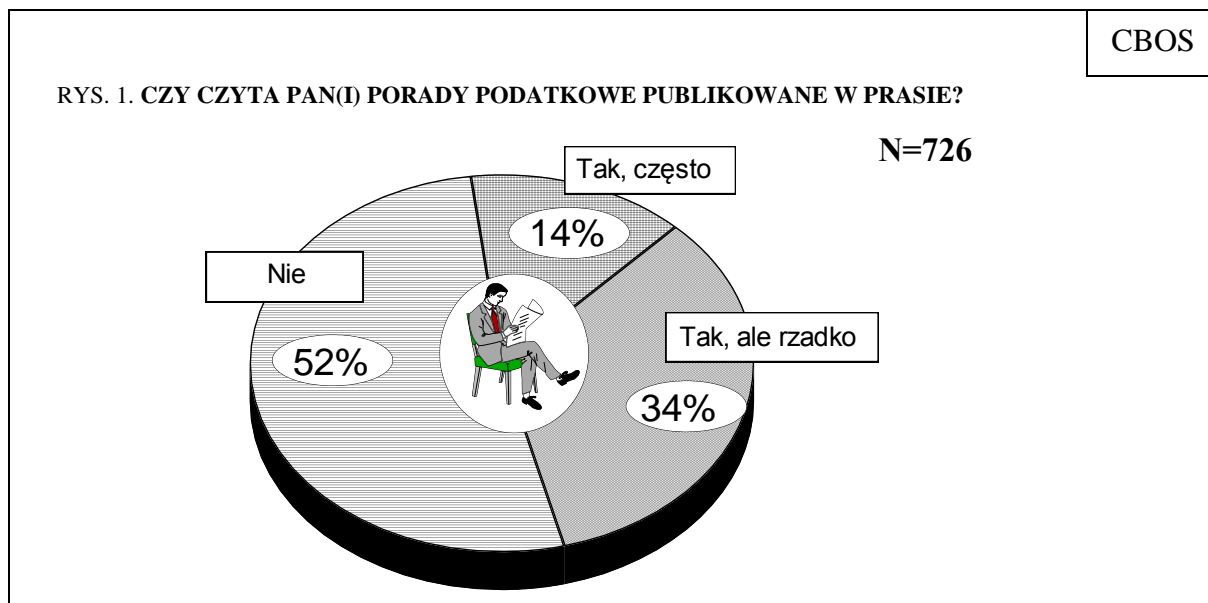 CBOS
RYS. 1. CZY CZYTA PAN(I) PORADY PODATKOWE PUBLIKOWANE W PRASIE?
N=726
Tak, często
14%
Nie
52%
Tak, ale rzadko
34%